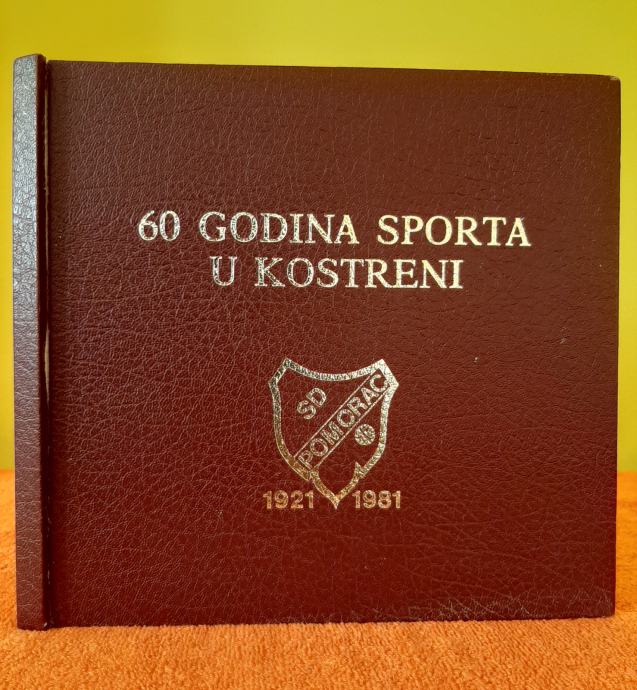 60 GODINA SPORTA
U KOSTRENI
SD
POMORAC
1921 1981